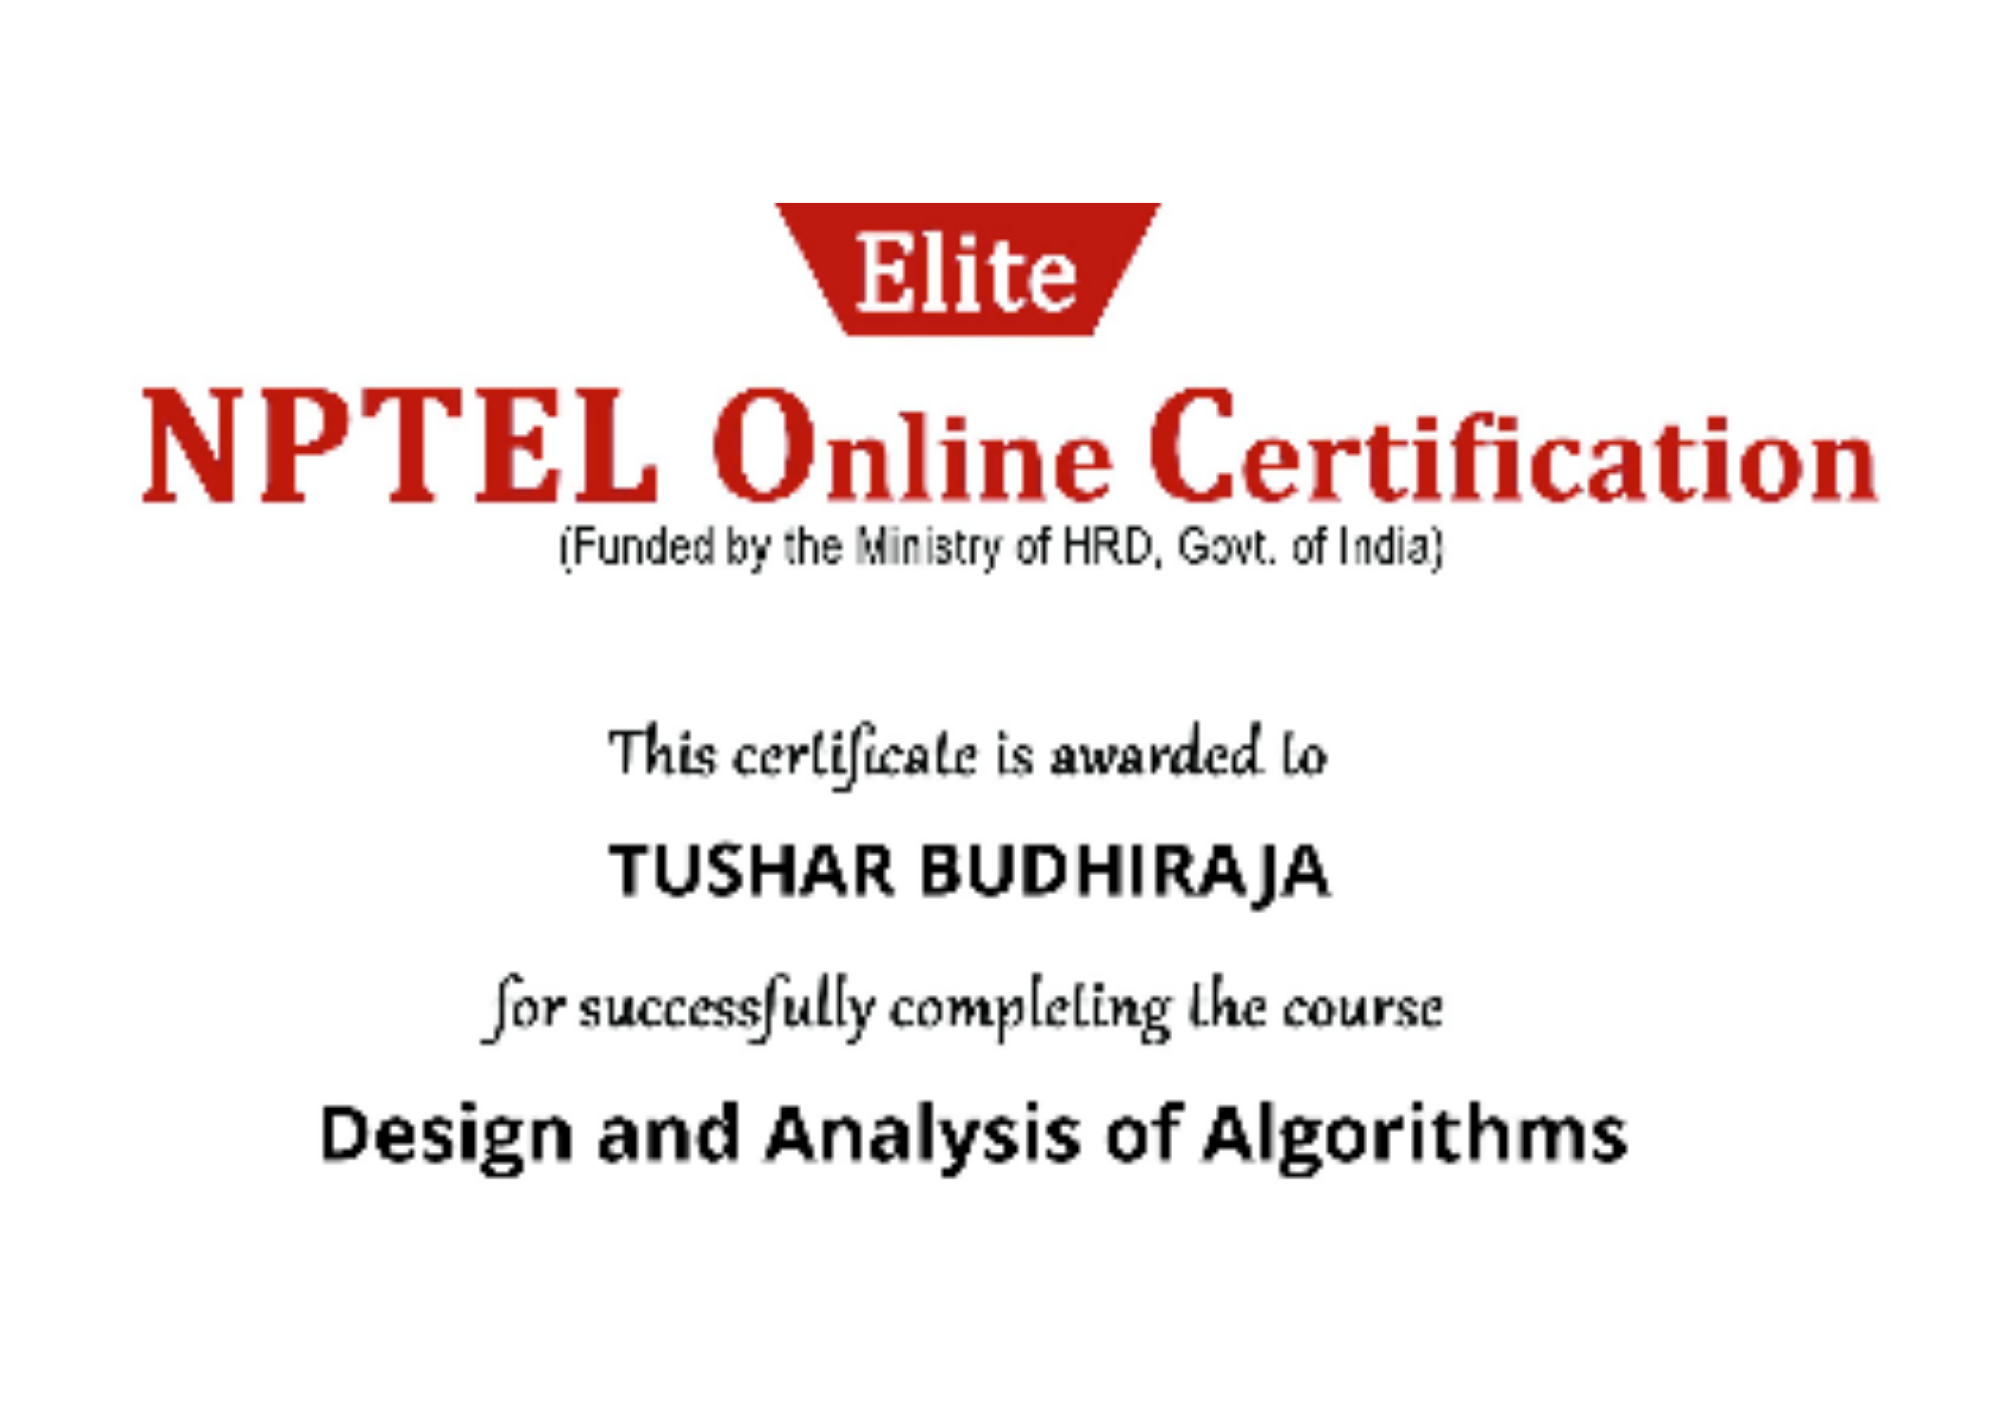 Elite
NPTEL Online Certification
(Funded by the Ministry of HRD, Govt. of India)
This certificate is awarded to
TUSHAR BUDHIRAJA
for successfully completing the course
Design and Analysis of Algorithms